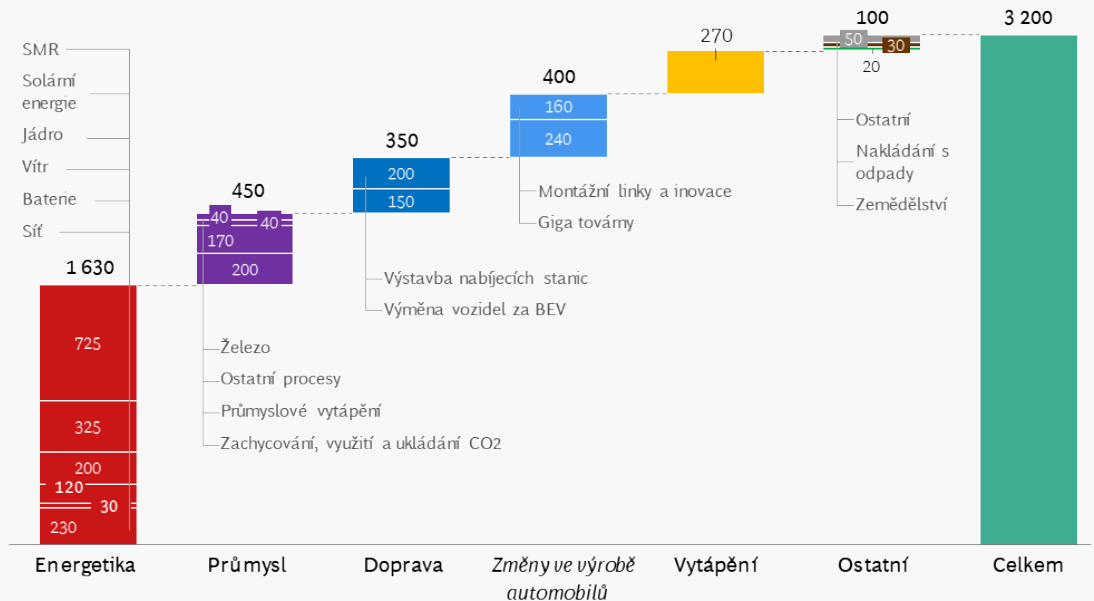 SMR
Solární
energie
Jádro
Vítr
Baterie
Síť
1 630
725
325
200
120
30
230
Energetika
450
40
40
170
200
Železo
Ostatní procesy
Průmyslové vytápění
Zachycování, využití a ukládání CO2
Průmysl
350
200
150
Výstavba nabíjecích stanic
Výměna vozidel za BEV
Doprava
400
160
240
Montážní linky a inovace
Giga továrny
Změny ve výrobě
automobilů
270
Vytápění
100
50
30
20
Ostatní
Nakládání s
odpady
Zemědělství
Ostatní
3 200
Celkem